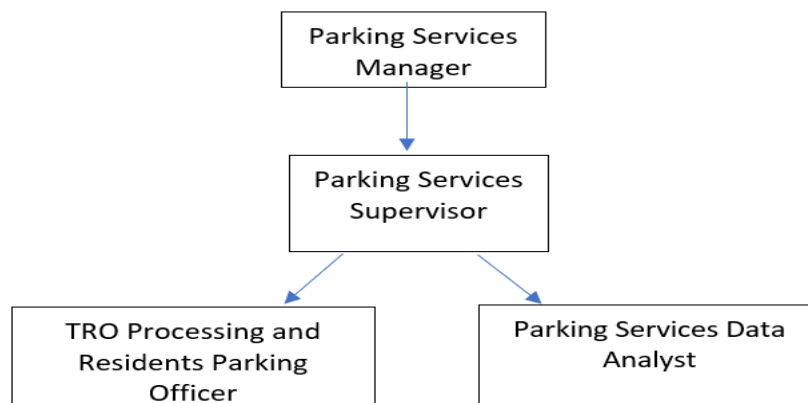 Parking Services
Manager
Parking Services
Supervisor
TRO Processing and
Residents Parking
Officer
Parking Services Data
Analyst